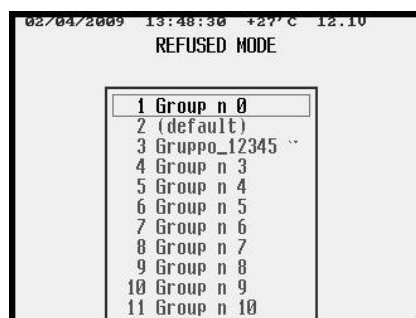 02/04/2009 13:48:30 +27°C 12.1V
REFUSED MODE
1 Group n 0
2 (default)
3 Gruppo_12345
4 Group n 3
5 Group n 4
6 Group n 5
7 Group n 6
8 Group n 7
9 Group n 8
10 Group n 9
11 Group n 10